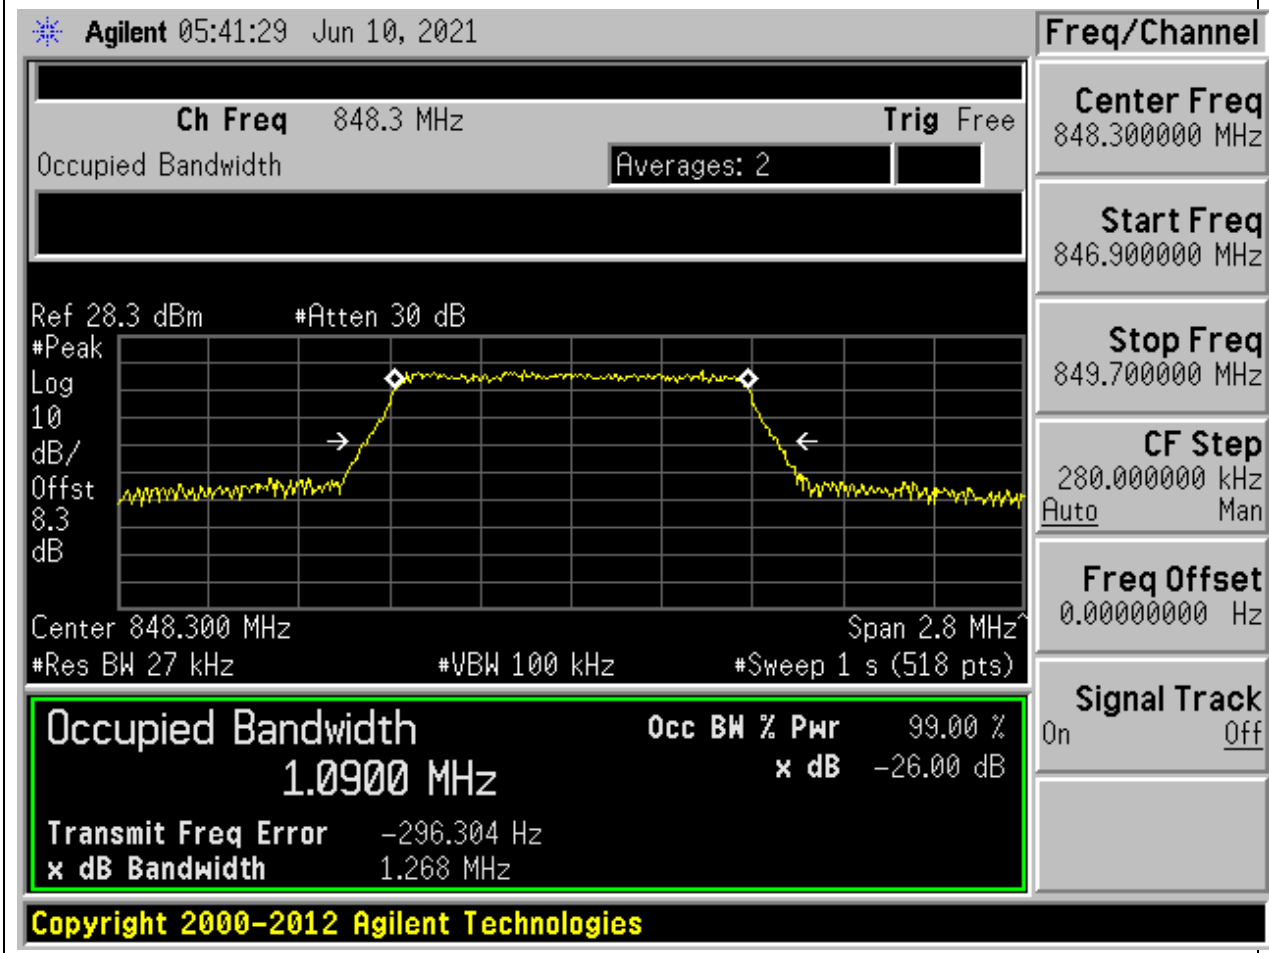 Agilent 05:41:29 Jun 10, 2021
Freq/Channel
Ch Freq 848.3 MHz Trig Free
Occupied Bandwidth Averages: 2
Ref 28.3 dBm #Atten 30 dB
#Peak
Log
10
dB/
Offst
8.3
dB
Center 848.300 MHz Span 2.8 MHz^
#Res BW 27 kHz #VBW 100 kHz #Sweep 1 s (518 pts)
Occupied Bandwidth Occ BW % Pwr 99.00 %
1.0900 MHz x dB -26.00 dB
Transmit Freq Error -296.304 Hz
x dB Bandwidth 1.268 MHz
Copyright 2000-2012 Agilent Technologies
Center Freq
848.300000 MHz
Start Freq
846.900000 MHz
Stop Freq
849.700000 MHz
CF Step
280.000000 kHz
Auto Man
Freq Offset
0.00000000 Hz
Signal Track
On Off